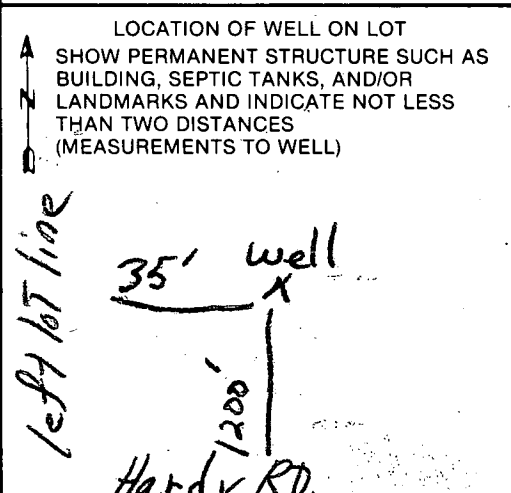 LOCATION OF WELL ON LOT
SHOW PERMANENT STRUCTURE SUCH AS
BUILDING, SEPTIC TANKS, AND/OR
LANDMARKS AND INDICATE NOT LESS
THAN TWO DISTANCES
(MEASUREMENTS TO WELL)
N
left lot line
35' well
X
1200'
Hardy RD.